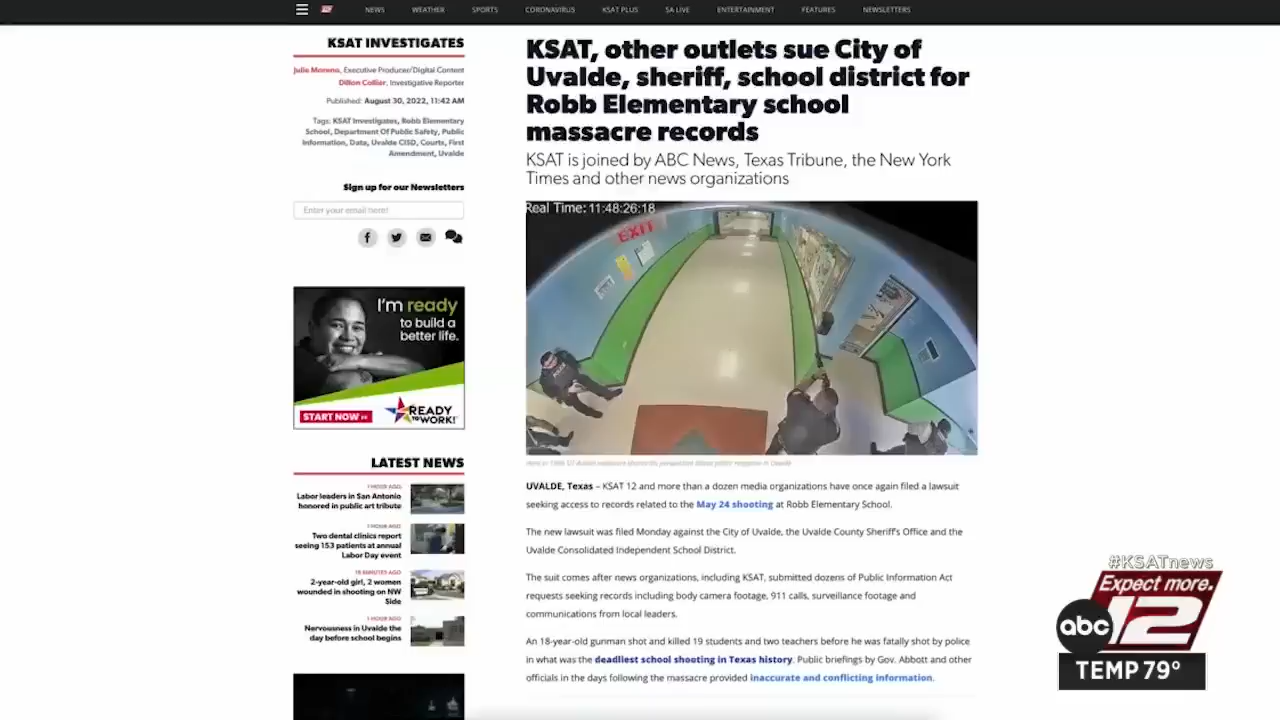 NEWS WEATHER SPORTS CORONAVIRUS KSAT PLUS SA LIVE ENTERTAINMENT FEATURES NEWSLETTERS
KSAT INVESTIGATES
Julie Moreno, Executive Producer/Digital Content
Dillon Collier, Investigative Reporter
Published: August 30, 2022, 11:42 AM
Tags: KSAT Investigates, Robb Elementary
School, Department Of Public Safety, Public
Information, Data, Uvalde CISD, Courts, First
Amendment, Uvalde
Sign up for our Newsletters
Enter your email here!
I'm ready
to build a
better life.
START NOW
READY
TO WORK!
LATEST NEWS
1 HOUR AGO
Labor leaders in San Antonio
honored in public art tribute
1 HOUR AGO
Two dental clinics report
seeing 153 patients at annual
Labor Day event
18 MINUTES AGO
2-year-old girl, 2 women
wounded in shooting on NW
Side
1 HOUR AGO
Nervousness in Uvalde the
day before school begins
KSAT, other outlets sue City of
Uvalde, sheriff, school district for
Robb Elementary school
massacre records
KSAT is joined by ABC News, Texas Tribune, the New York
Times and other news organizations
Real Time: 11:48:26:18
EXIT
UVALDE, Texas – KSAT 12 and more than a dozen media organizations have once again filed a lawsuit
seeking access to records related to the May 24 shooting at Robb Elementary School.
The new lawsuit was filed Monday against the City of Uvalde, the Uvalde County Sheriff's Office and the
Uvalde Consolidated Independent School District.
The suit comes after news organizations, including KSAT, submitted dozens of Public Information Act
requests seeking records including body camera footage, 911 calls, surveillance footage and
communications from local leaders.
An 18-year-old gunman shot and killed 19 students and two teachers before he was fatally shot by police
in what was the deadliest school shooting in Texas history. Public briefings by Gov. Abbott and other
officials in the days following the massacre provided inaccurate and conflicting information.
#KSATnews
Expect more.
abc 12
TEMP 79°